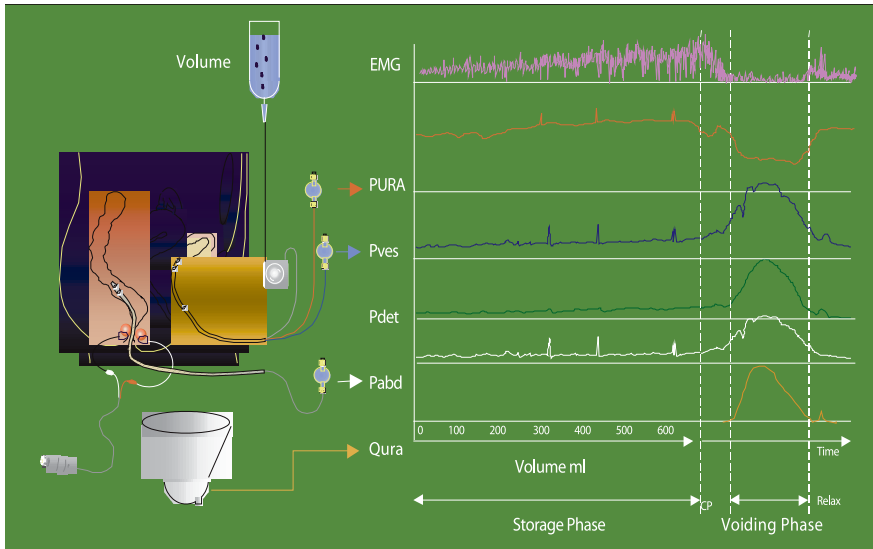 Volume
EMG
PURA
Pves
Pdet
Pabd
Qura
0 100 200 300 400 500 600
Volume ml
Time
Storage Phase
CP
Voiding Phase
Relax